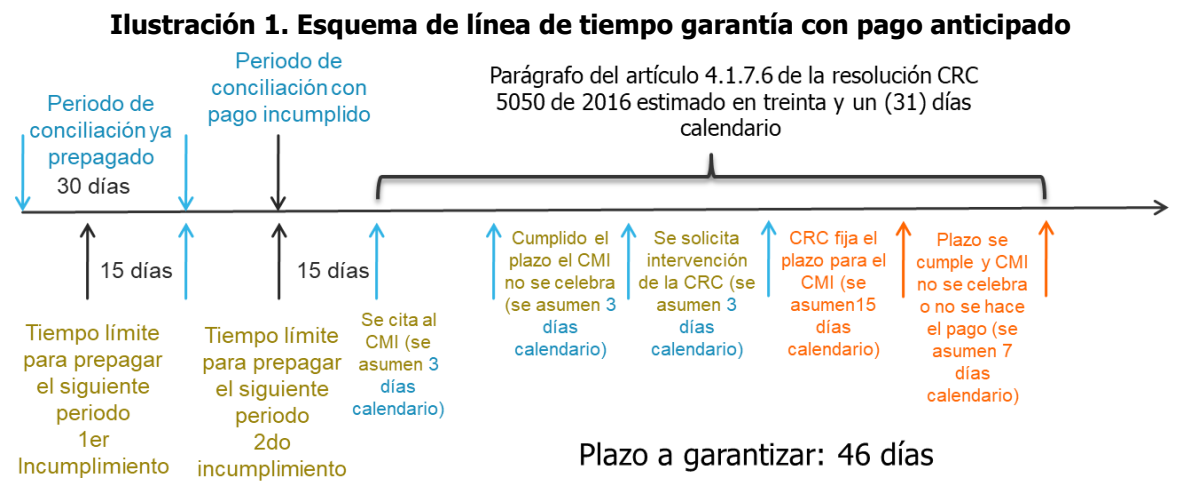 Ilustración 1. Esquema de línea de tiempo garantía con pago anticipado
Periodo de
conciliación ya
prepagado
30 días
Periodo de
conciliación con
pago incumplido
Parágrafo del artículo 4.1.7.6 de la resolución CRC
5050 de 2016 estimado en treinta y un (31) días
calendario
15 días
15 días
Tiempo límite
para prepagar
el siguiente
periodo
1er
Incumplimiento
Tiempo límite
para prepagar
el siguiente
periodo
2do
incumplimiento
Se cita al
CMI (se
asumen 3
días
calendario)
Cumplido el
plazo el CMI
no se celebra
(se asumen 3
días
calendario)
Se solicita
intervención
de la CRC (se
asumen 3
días
calendario)
CRC fija el
plazo para el
CMI (se
asumen15
días
calendario)
Plazo se
cumple y CMI
no se celebra
o no se hace
el pago (se
asumen 7
días
calendario)
Plazo a garantizar: 46 días